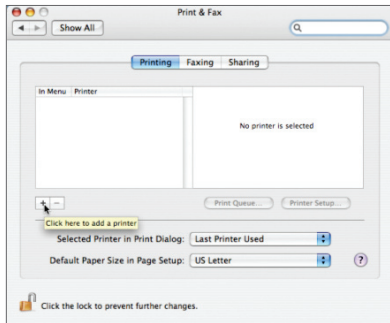 Print & Fax
Show All
Printing Faxing Sharing
In Menu Printer
No printer is selected
+ −
Click here to add a printer
Print Queue... Printer Setup...
Selected Printer in Print Dialog: Last Printer Used
Default Paper Size in Page Setup: US Letter ?
Click the lock to prevent further changes.